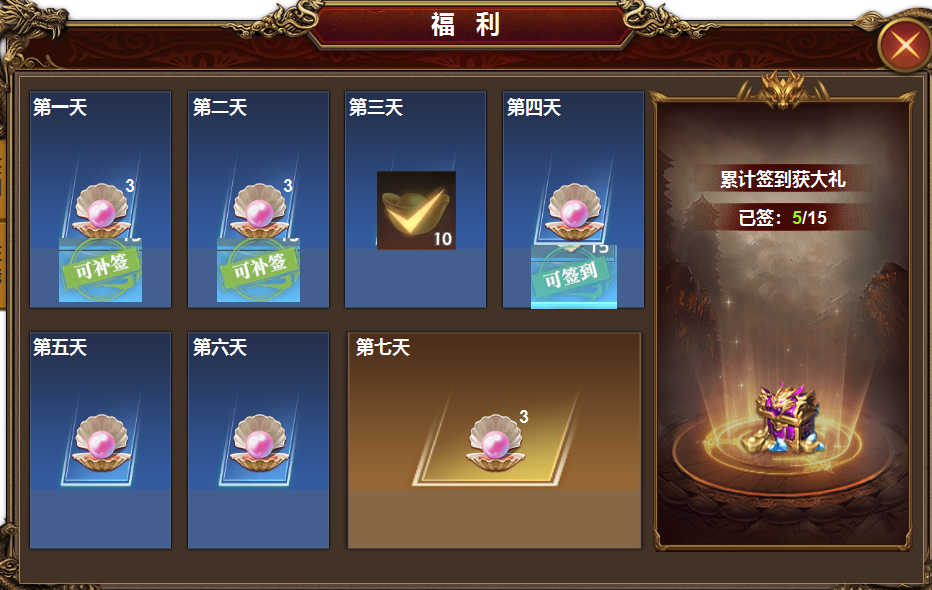 福 利
第一天
3
可补签
第二天
3
可补签
第三天
10
第四天
15
可签到
第五天
第六天
第七天
3
累计签到获大礼
已签：5/15